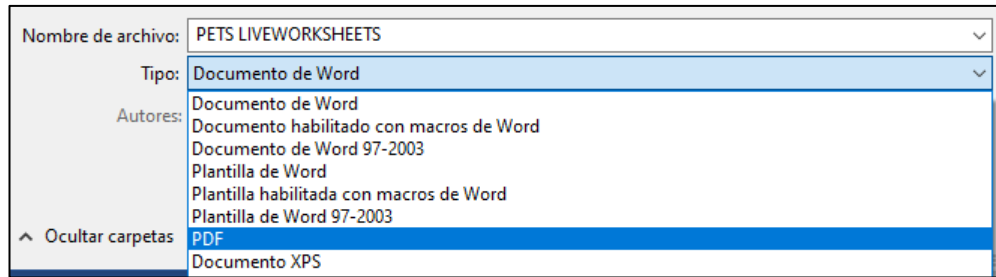 Nombre de archivo: PETS LIVEWORKSHEETS
Tipo: Documento de Word
Autores:
Documento de Word
Documento habilitado con macros de Word
Documento de Word 97-2003
Plantilla de Word
Plantilla habilitada con macros de Word
Plantilla de Word 97-2003
Ocultar carpetas
PDF
Documento XPS